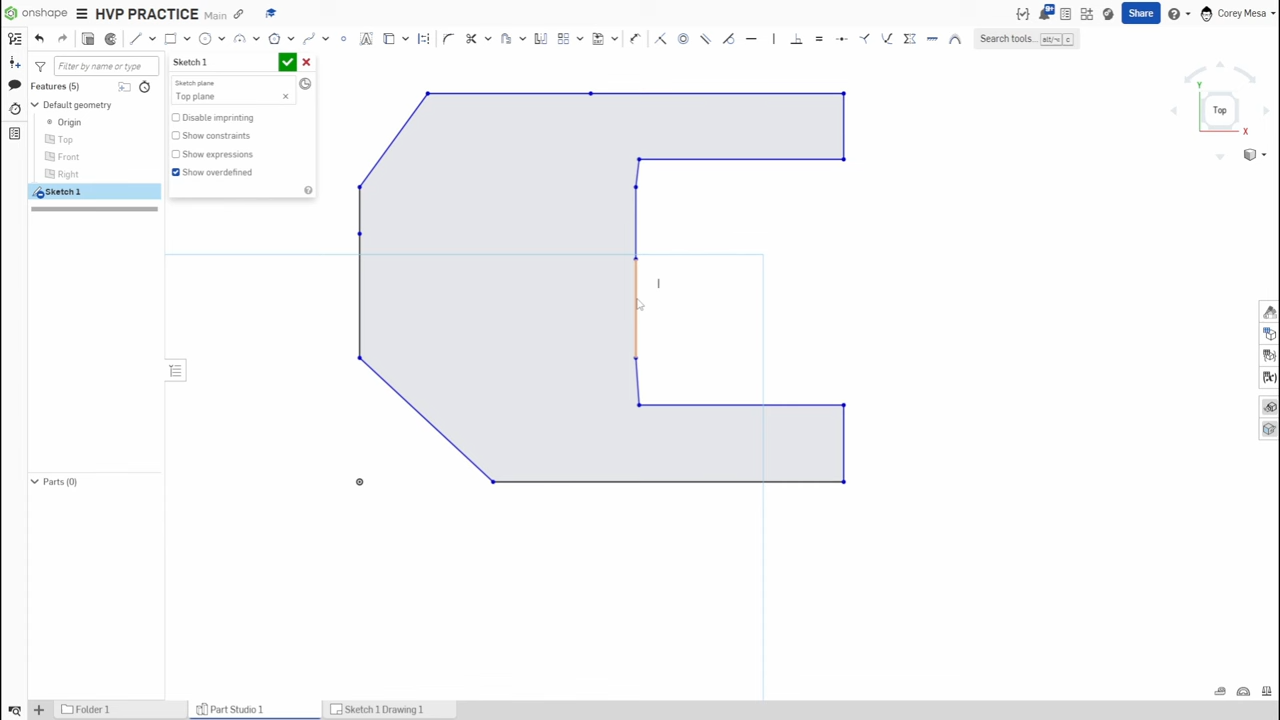 onshape HVP PRACTICE Main 9+ Share Corey Mesa
Search tools... alt/⌥ c
Sketch 1
Sketch plane
Top plane
Disable imprinting
Show constraints
Show expressions
Show overdefined
Filter by name or type
Features (5)
Default geometry
Origin
Top
Front
Right
Sketch 1
Parts (0)
Y
Top
X
Folder 1 Part Studio 1 Sketch 1 Drawing 1